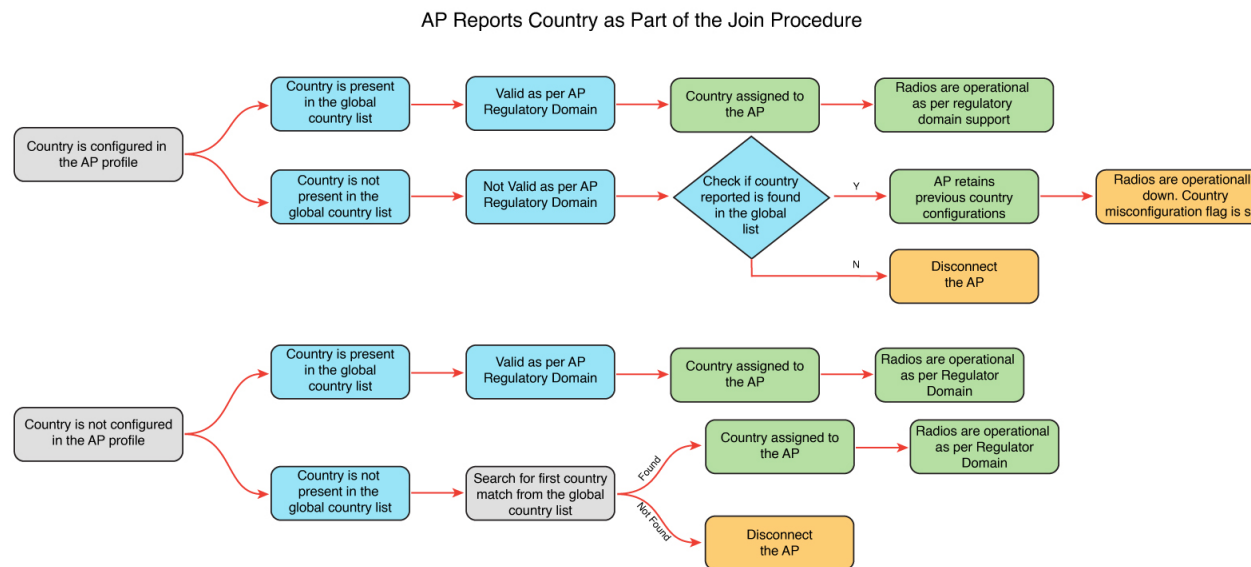 AP Reports Country as Part of the Join Procedure
Country is configured in
the AP profile
Country is present
in the global
country list
Valid as per AP
Regulatory Domain
Country assigned to
the AP
Radios are operational
as per regulatory
domain support
Country is not
present in the
global country list
Not Valid as per AP
Regulatory Domain
Check if country
reported is found
in the global
list
Y
AP retains
previous country
configurations
Radios are operationall
down. Country
misconfiguration flag is s
N
Disconnect
the AP
Country is not configured
in the AP profile
Country is present
in the global
country list
Valid as per AP
Regulatory Domain
Country assigned to
the AP
Radios are operational
as per Regulator
Domain
Country is not
present in the
global country list
Search for first country
match from the global
country list
Found
Country assigned to
the AP
Radios are operational
as per Regulator
Domain
Not Found
Disconnect
the AP